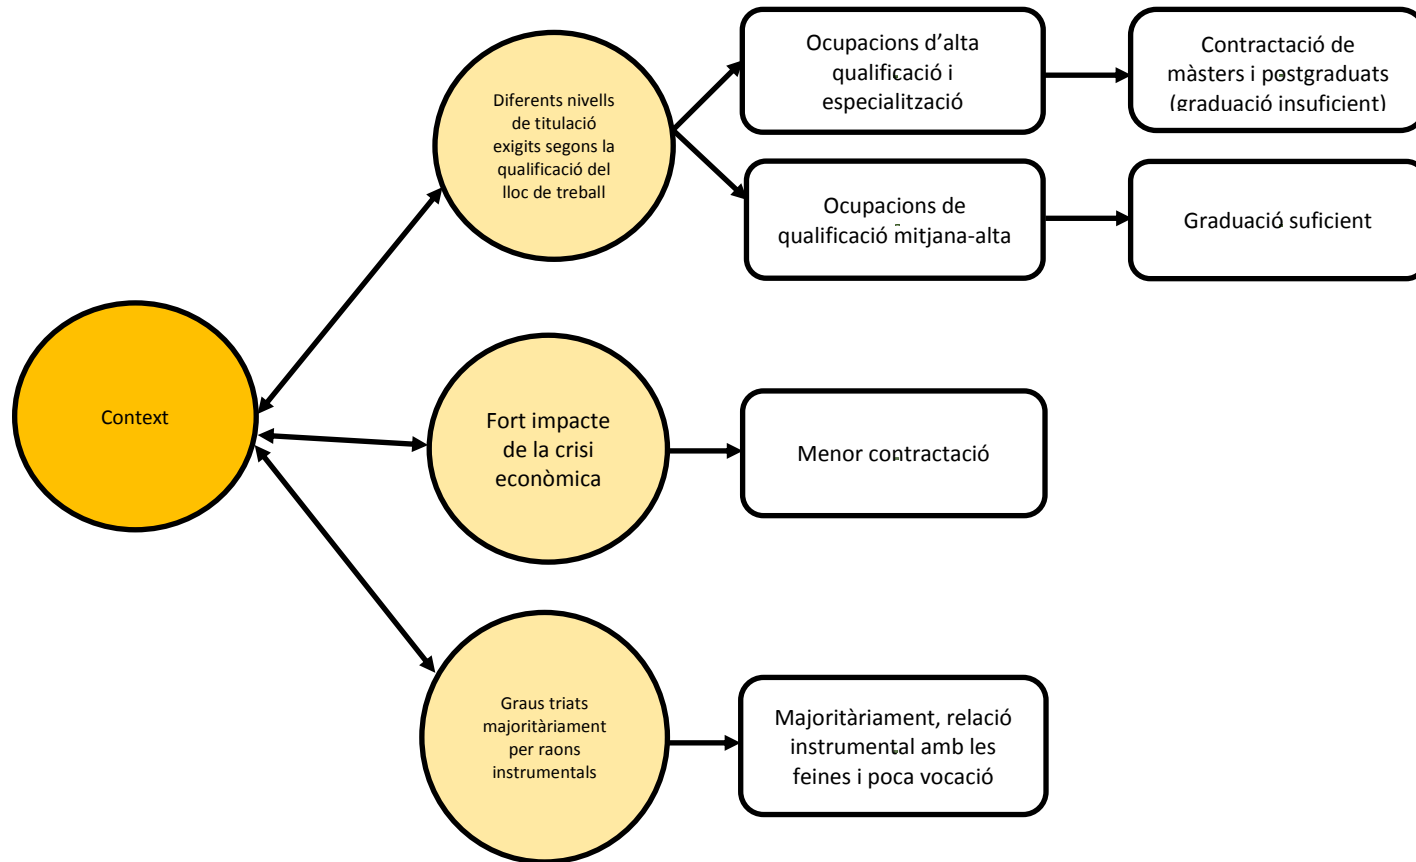 Diferents nivells
de titulació
exigits segons la
qualificació del
lloc de treball
Ocupacions d’alta
qualificació i
especialització
Contractació de
màsters i postgraduats
(graduació insuficient)
Ocupacions de
qualificació mitjana-alta
Graduació suficient
Context
Fort impacte
de la crisi
econòmica
Menor contractació
Graus triats
majoritàriament
per raons
instrumentals
Majoritàriament, relació
instrumental amb les
feines i poca vocació